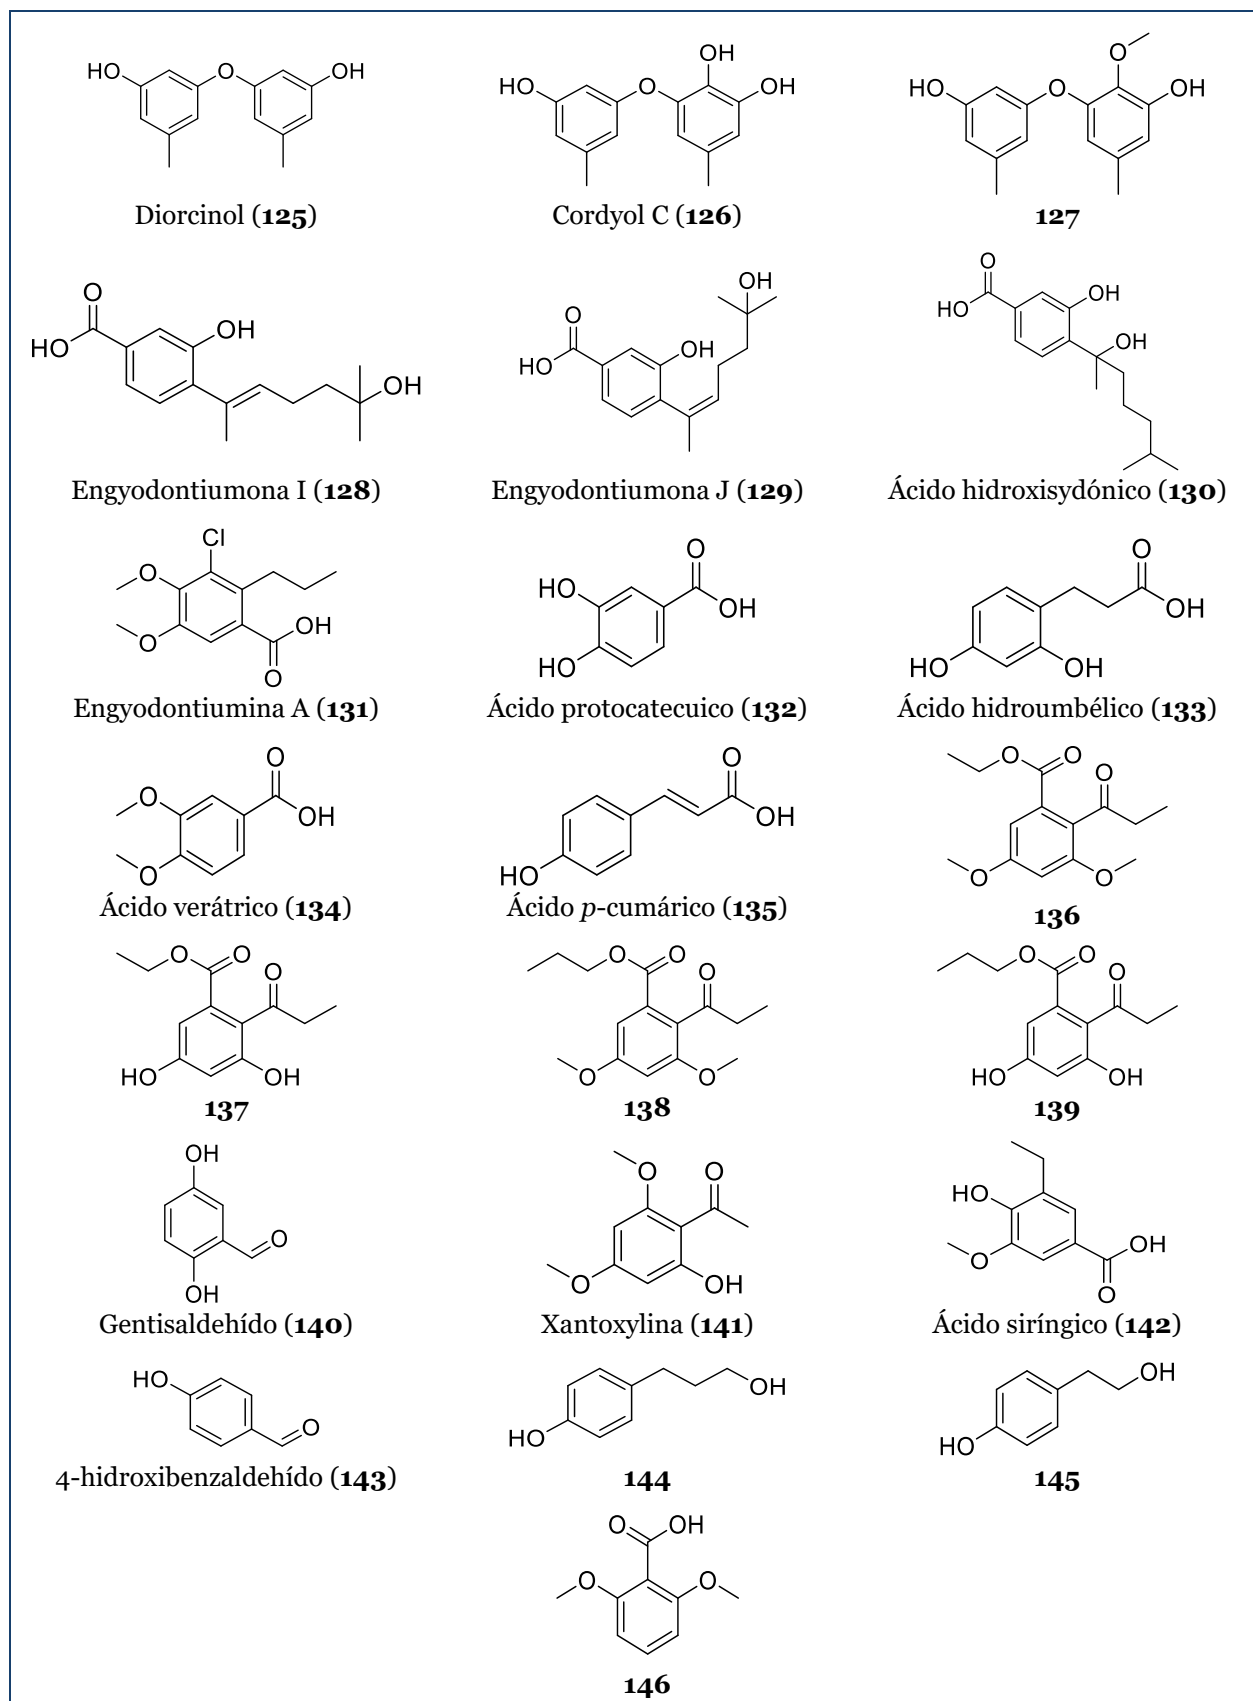 HO O OH
Diorcinol (125)
HO O OH OH
Cordyol C (126)
HO O O OH
127
O HO OH OH
Engyodontiumona I (128)
O HO OH OH
Engyodontiumona J (129)
O HO OH OH
Ácido hidroxisydónico (130)
Cl O O OH O
Engyodontiumina A (131)
HO HO O OH
Ácido protocatecuico (132)
O OH HO OH
Ácido hidroumbélico (133)
O O O OH
Ácido verátrico (134)
O OH HO
Ácido p-cumárico (135)
O O O O O
136
O O O HO OH
137
O O O O O
138
O O O HO OH
139
OH O OH
Gentisaldehído (140)
O O O OH
Xantoxylina (141)
HO O OH O
Ácido siríngico (142)
HO O
4-hidroxibenzaldehído (143)
OH HO
144
OH HO
145
O OH O O
146